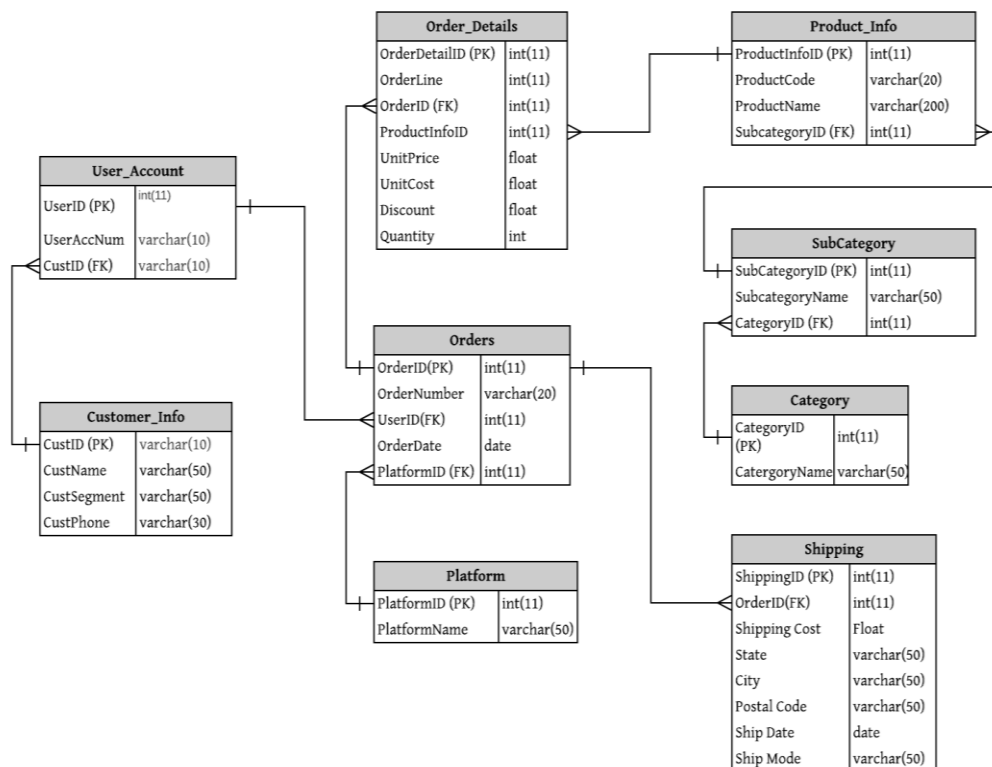 Order_Details
OrderDetailID (PK) int(11)
OrderLine int(11)
OrderID (FK) int(11)
ProductInfoID int(11)
UnitPrice float
UnitCost float
Discount float
Quantity int
Product_Info
ProductInfoID (PK) int(11)
ProductCode varchar(20)
ProductName varchar(200)
SubcategoryID (FK) int(11)
User_Account
UserID (PK) int(11)
UserAccNum varchar(10)
CustID (FK) varchar(10)
SubCategory
SubCategoryID (PK) int(11)
SubcategoryName varchar(50)
CategoryID (FK) int(11)
Orders
OrderID(PK) int(11)
OrderNumber varchar(20)
UserID(FK) int(11)
OrderDate date
PlatformID (FK) int(11)
Customer_Info
CustID (PK) varchar(10)
CustName varchar(50)
CustSegment varchar(50)
CustPhone varchar(30)
Category
CategoryID
(PK) int(11)
CatergoryName varchar(50)
Platform
PlatformID (PK) int(11)
PlatformName varchar(50)
Shipping
ShippingID (PK) int(11)
OrderID(FK) int(11)
Shipping Cost Float
State varchar(50)
City varchar(50)
Postal Code varchar(50)
Ship Date date
Ship Mode varchar(50)